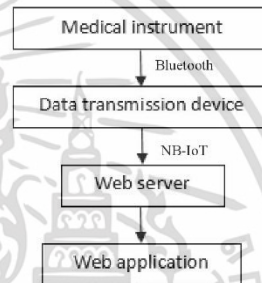 Medical instrument
Bluetooth
Data transmission device
NB-IoT
Web server
Web application